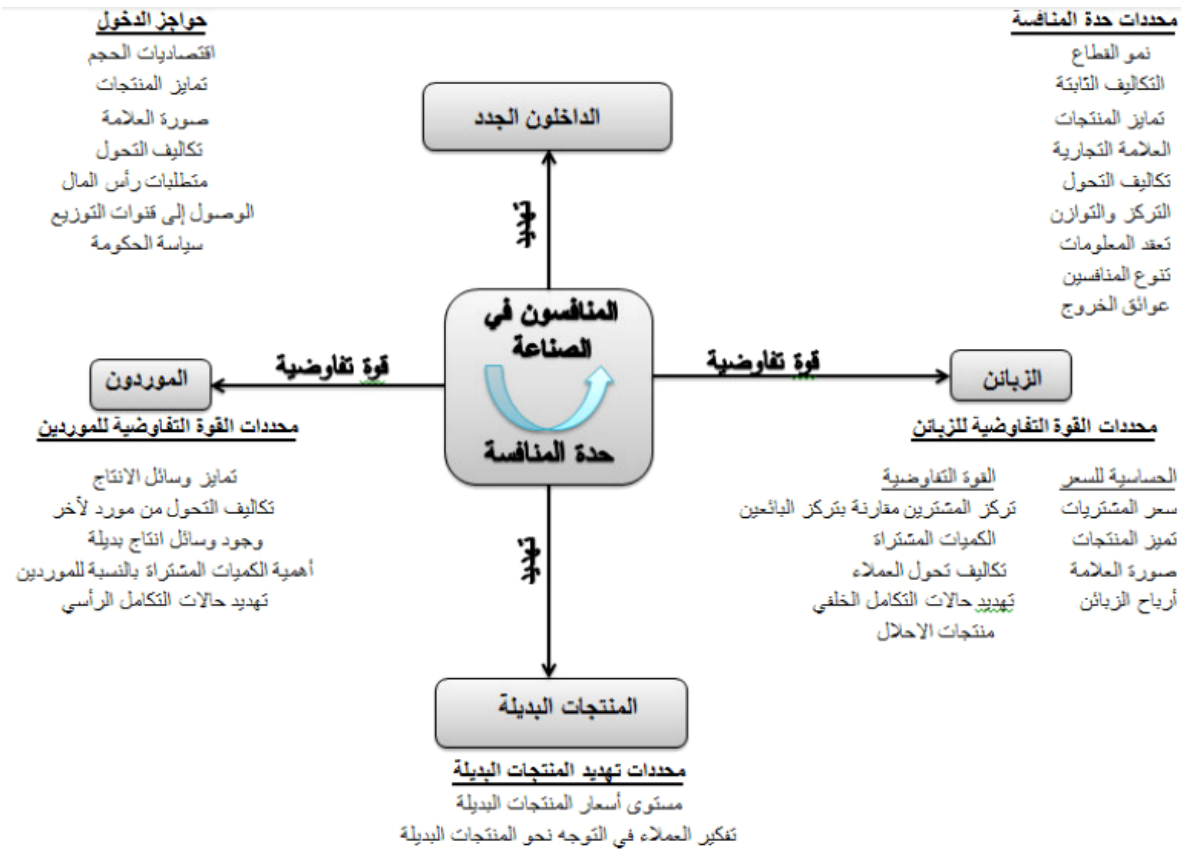 محددات حدة المنافسة
نمو القطاع
التكاليف الثابتة
تمايز المنتجات
العلامة التجارية
تكاليف التحول
التركز والتوازن
تعقد المعلومات
تنوع المنافسين
عوائق الخروج
حواجز الدخول
اقتصاديات الحجم
تمايز المنتجات
صورة العلامة
تكاليف التحول
متطلبات رأس المال
الوصول إلى قنوات التوزيع
سياسة الحكومة
الداخلون الجدد
تهديد
المنافسون في
الصناعة
حدة المنافسة
قوة تفاوضية
الزبائن
قوة تفاوضية
الموردون
محددات القوة التفاوضية للزبائن
الحساسية للسعر
سعر المشتريات
تميز المنتجات
صورة العلامة
أرباح الزبائن
القوة التفاوضية
تركز المشترين مقارنة بتركز البائعين
الكميات المشتراة
تكاليف تحول العملاء
تهديد حالات التكامل الخلفي
منتجات الاحلال
محددات القوة التفاوضية للموردين
تمايز وسائل الانتاج
تكاليف التحول من مورد لأخر
وجود وسائل انتاج بديلة
أهمية الكميات المشتراة بالنسبة للموردين
تهديد حالات التكامل الرأسي
تهديد
المنتجات البديلة
محددات تهديد المنتجات البديلة
مستوى أسعار المنتجات البديلة
تفكير العملاء في التوجه نحو المنتجات البديلة